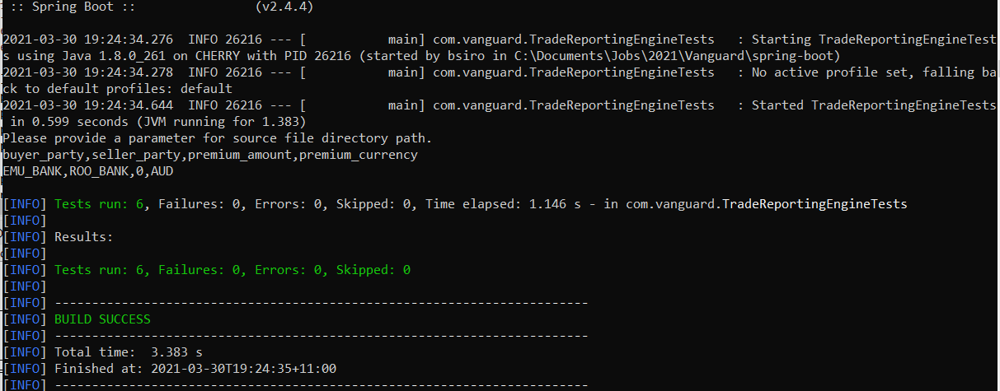 :: Spring Boot ::                (v2.4.4)
2021-03-30 19:24:34.276  INFO 26216 --- [           main] com.vanguard.TradeReportingEngineTests   : Starting TradeReportingEngineTest
s using Java 1.8.0_261 on CHERRY with PID 26216 (started by bsiro in C:\Documents\Jobs\2021\Vanguard\spring-boot)
2021-03-30 19:24:34.278  INFO 26216 --- [           main] com.vanguard.TradeReportingEngineTests   : No active profile set, falling ba
ck to default profiles: default
2021-03-30 19:24:34.644  INFO 26216 --- [           main] com.vanguard.TradeReportingEngineTests   : Started TradeReportingEngineTests
 in 0.599 seconds (JVM running for 1.383)
Please provide a parameter for source file directory path.
buyer_party,seller_party,premium_amount,premium_currency
EMU_BANK,ROO_BANK,0,AUD
[INFO] Tests run: 6, Failures: 0, Errors: 0, Skipped: 0, Time elapsed: 1.146 s - in com.vanguard.TradeReportingEngineTests
[INFO]
[INFO] Results:
[INFO]
[INFO] Tests run: 6, Failures: 0, Errors: 0, Skipped: 0
[INFO]
[INFO] ------------------------------------------------------------------------
[INFO] BUILD SUCCESS
[INFO] ------------------------------------------------------------------------
[INFO] Total time:  3.383 s
[INFO] Finished at: 2021-03-30T19:24:35+11:00
[INFO] ------------------------------------------------------------------------